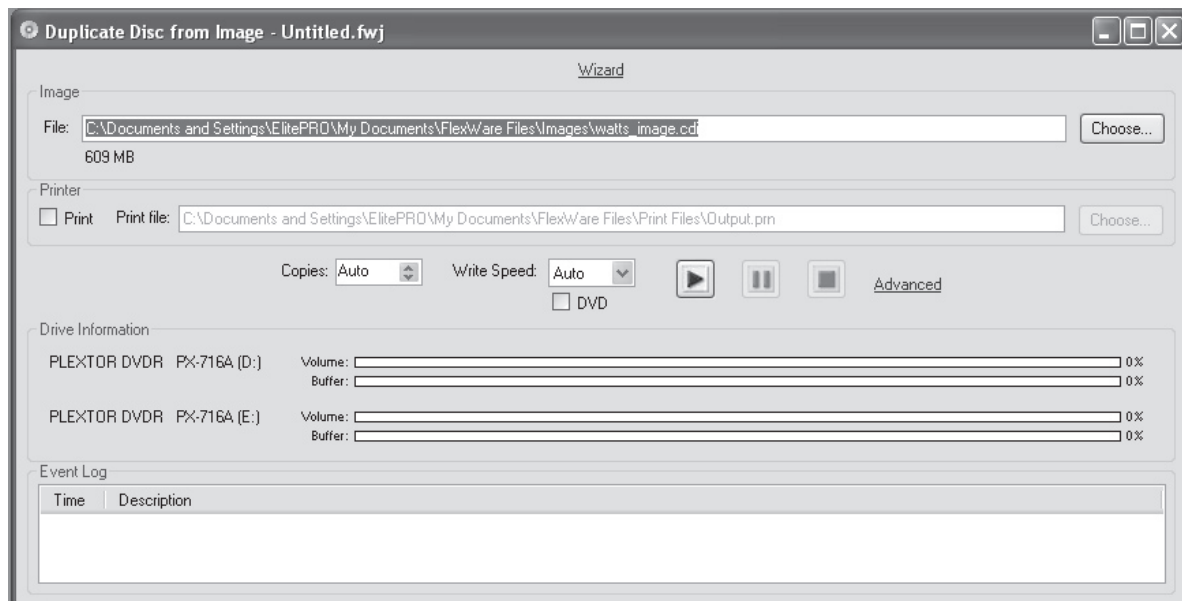 Duplicate Disc from Image - Untitled.fwj
Wizard
Image
File: C:\Documents and Settings\ElitePRO\My Documents\FlexWare Files\Images\watts_image.cdi Choose...
609 MB
Printer
Print Print file: C:\Documents and Settings\ElitePRO\My Documents\FlexWare Files\Print Files\Output.prn Choose...
Copies: Auto Write Speed: Auto Advanced
DVD
Drive Information
PLEXTOR DVDR PX-716A (D:) Volume: 0%
Buffer: 0%
PLEXTOR DVDR PX-716A (E:) Volume: 0%
Buffer: 0%
Event Log
Time Description